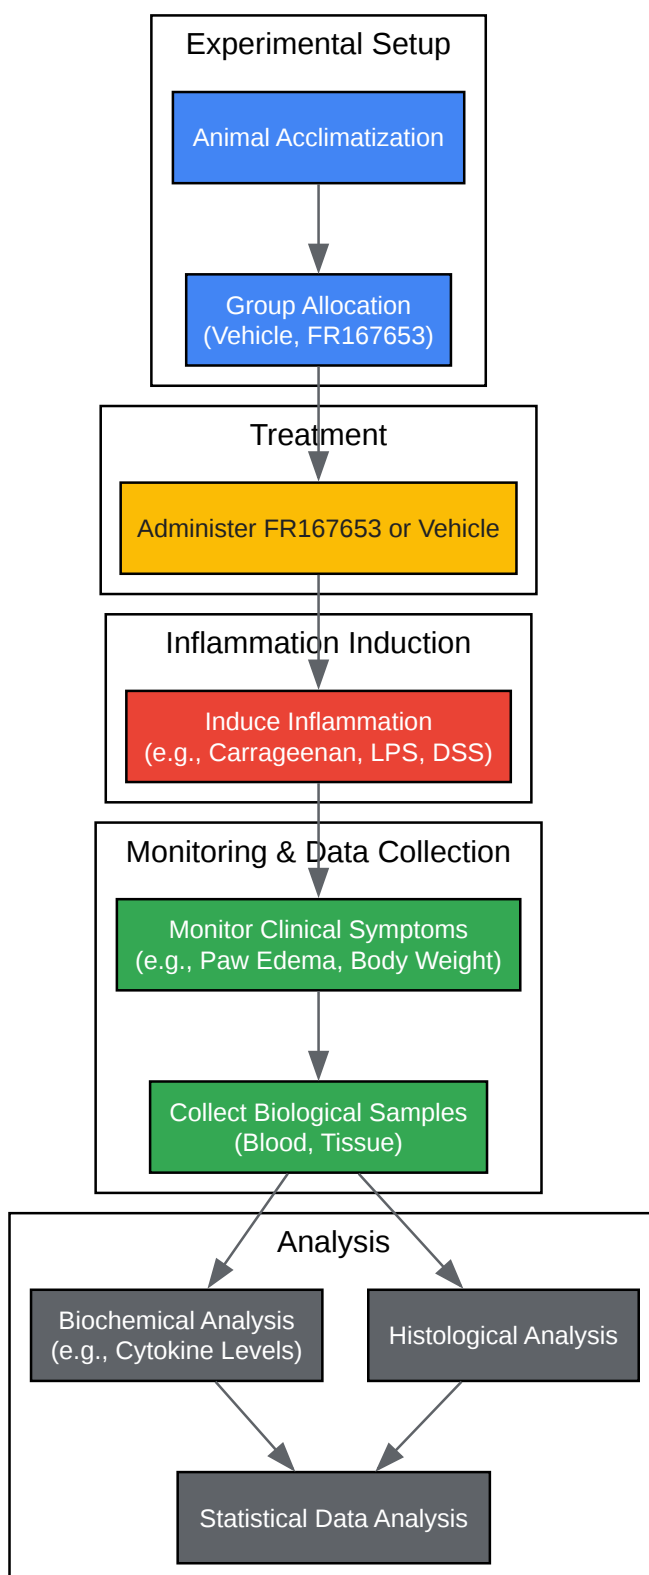 Experimental Setup
Animal Acclimatization
Group Allocation
(Vehicle, FR167653)
Treatment
Administer FR167653 or Vehicle
Inflammation Induction
Induce Inflammation
(e.g., Carrageenan, LPS, DSS)
Monitoring & Data Collection
Monitor Clinical Symptoms
(e.g., Paw Edema, Body Weight)
Collect Biological Samples
(Blood, Tissue)
Analysis
Biochemical Analysis
(e.g., Cytokine Levels)
Histological Analysis
Statistical Data Analysis